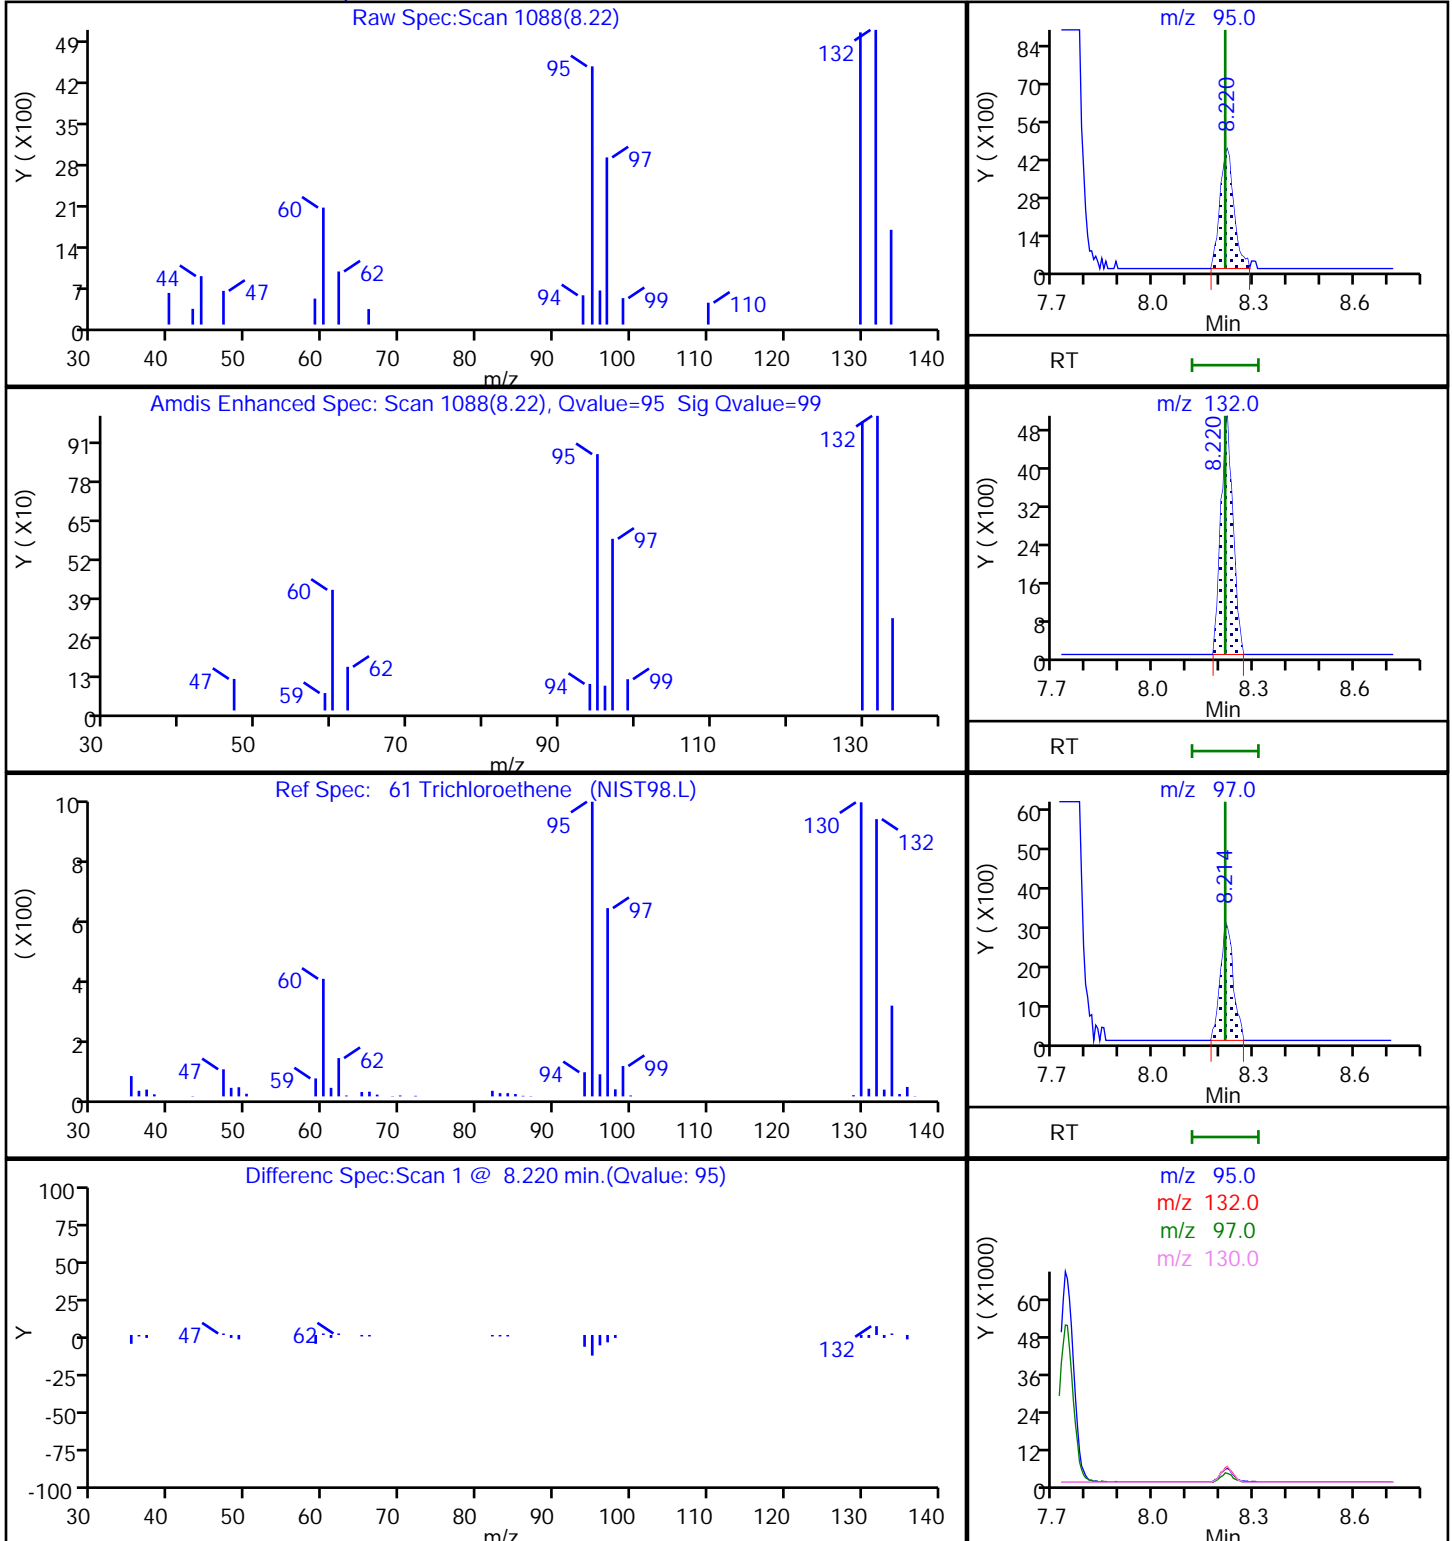 Raw Spec:Scan 1088(8.22)
Y ( X100)
49
42
35
28
21
14
7
0
44
47
60
62
94
95
97
99
110
132
30 40 50 60 70 80 90 100 110 120 130 140
m/z
m/z 95.0
Y ( X100)
84
70
56
42
28
14
0
8.220
7.7 8.0 8.3 8.6
Min
RT
Amdis Enhanced Spec: Scan 1088(8.22), Qvalue=95 Sig Qvalue=99
Y ( X10)
91
78
65
52
39
26
13
0
47
59
60
62
94
95
97
99
132
30 50 70 90 110 130
m/z
m/z 132.0
Y ( X100)
48
40
32
24
16
8
0
8.220
7.7 8.0 8.3 8.6
Min
RT
Ref Spec: 61 Trichloroethene (NIST98.L)
( X100)
10
8
6
4
2
0
47
59
60
62
94
95
97
99
130
132
30 40 50 60 70 80 90 100 110 120 130 140
m/z 97.0
Y ( X100)
60
50
40
30
20
10
0
8.214
7.7 8.0 8.3 8.6
Min
RT
Differenc Spec:Scan 1 @ 8.220 min.(Qvalue: 95)
Y
100
75
50
25
0
-25
-50
-75
-100
47
62
132
30 40 50 60 70 80 90 100 110 120 130 140
m/z
m/z 95.0
m/z 132.0
m/z 97.0
m/z 130.0
Y ( X1000)
60
48
36
24
12
0
7.7 8.0 8.3 8.6
Min